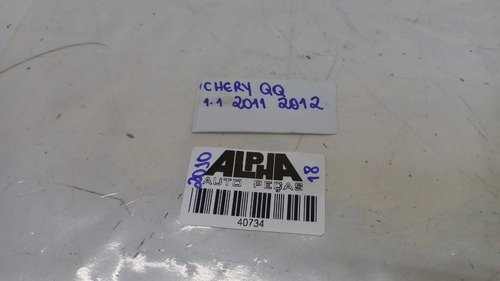 CHERY QQ
1.1 2011 2012
2010
ALPHA
18
AUTO PEÇAS
40734